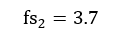 fs₂ = 3.7